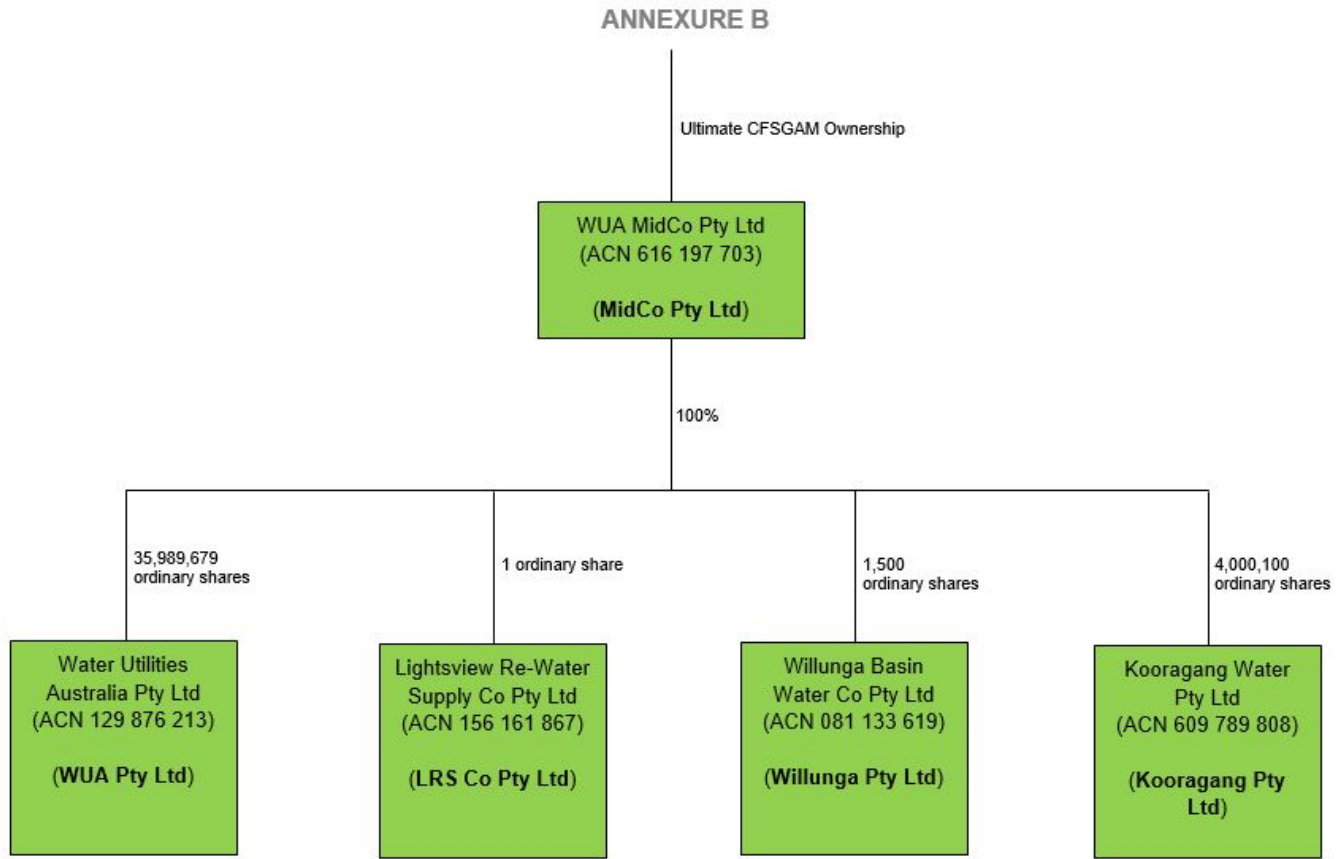 ANNEXURE B
Ultimate CFSGAM Ownership
WUA MidCo Pty Ltd
(ACN 616 197 703)
(MidCo Pty Ltd)
100%
35,989,679
ordinary shares
1 ordinary share
1,500
ordinary shares
4,000,100
ordinary shares
Water Utilities
Australia Pty Ltd
(ACN 129 876 213)
(WUA Pty Ltd)
Lightsview Re-Water
Supply Co Pty Ltd
(ACN 156 161 867)
(LRS Co Pty Ltd)
Willunga Basin
Water Co Pty Ltd
(ACN 081 133 619)
(Willunga Pty Ltd)
Kooragang Water
Pty Ltd
(ACN 609 789 808)
(Kooragang Pty
Ltd)